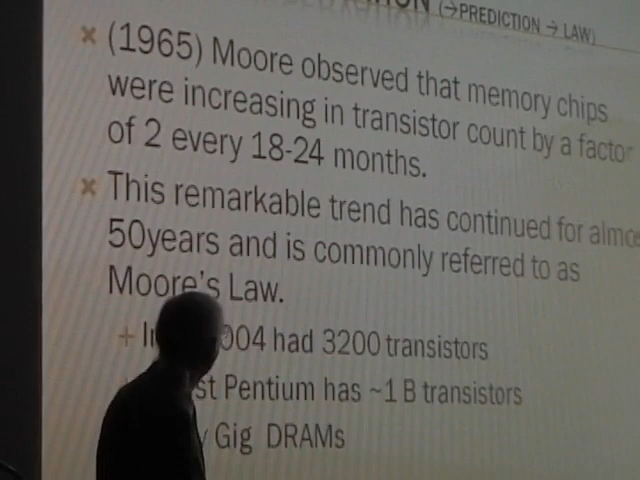 (→PREDICTION → LAW)
× (1965) Moore observed that memory chips
were increasing in transistor count by a factor
of 2 every 18-24 months.
× This remarkable trend has continued for almos
50years and is commonly referred to as
Moore's Law.
+ In 004 had 3200 transistors
st Pentium has ~1 B transistors
Gig DRAMs